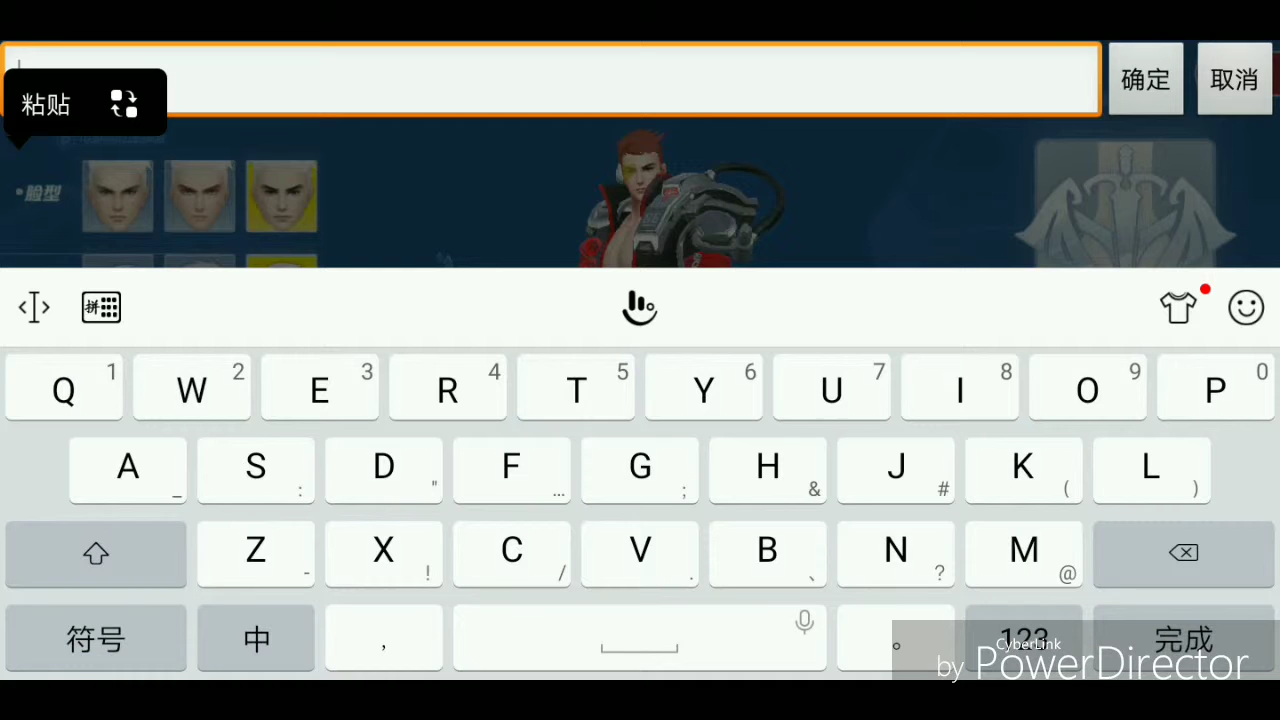 确定
取消
粘贴
脸型
拼
Q 1 W 2 E 3 R 4 T 5 Y 6 U 7 I 8 O 9 P 0
A _ S : D " F ... G ; H & J # K ( L )
Z - X ! C / V . B 、 N ? M @
符号 中 , 。 123 完成
CyberLink
by PowerDirector